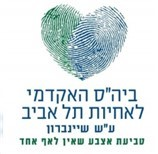 ביה"ס האקדמי
לאחיות תל אביב
ע"ש שיינברון
טביעת אצבע שאין לאף אחד